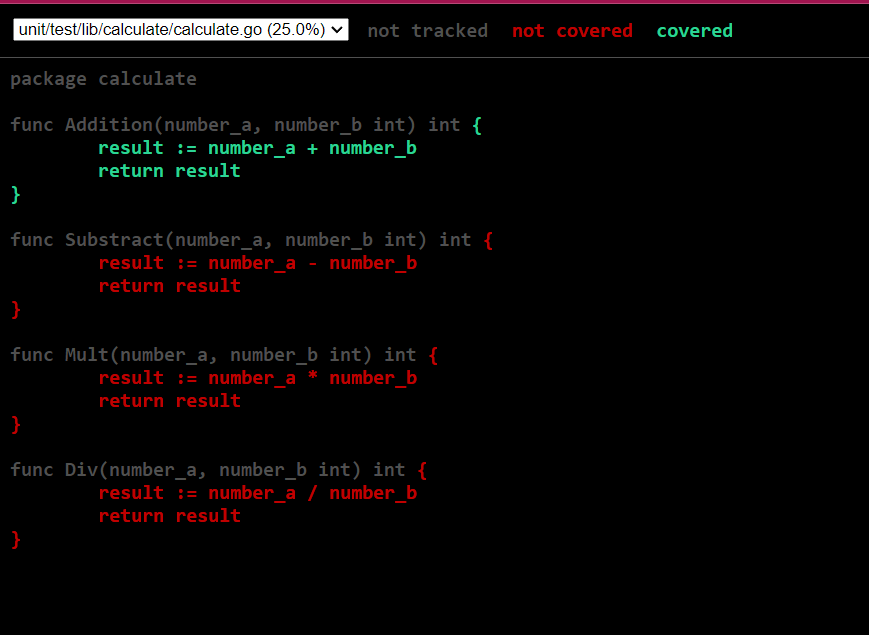 unit/test/lib/calculate/calculate.go (25.0%) not tracked not covered covered
package calculate
func Addition(number_a, number_b int) int {
result := number_a + number_b
return result
}
func Substract(number_a, number_b int) int {
result := number_a - number_b
return result
}
func Mult(number_a, number_b int) int {
result := number_a * number_b
return result
}
func Div(number_a, number_b int) int {
result := number_a / number_b
return result
}